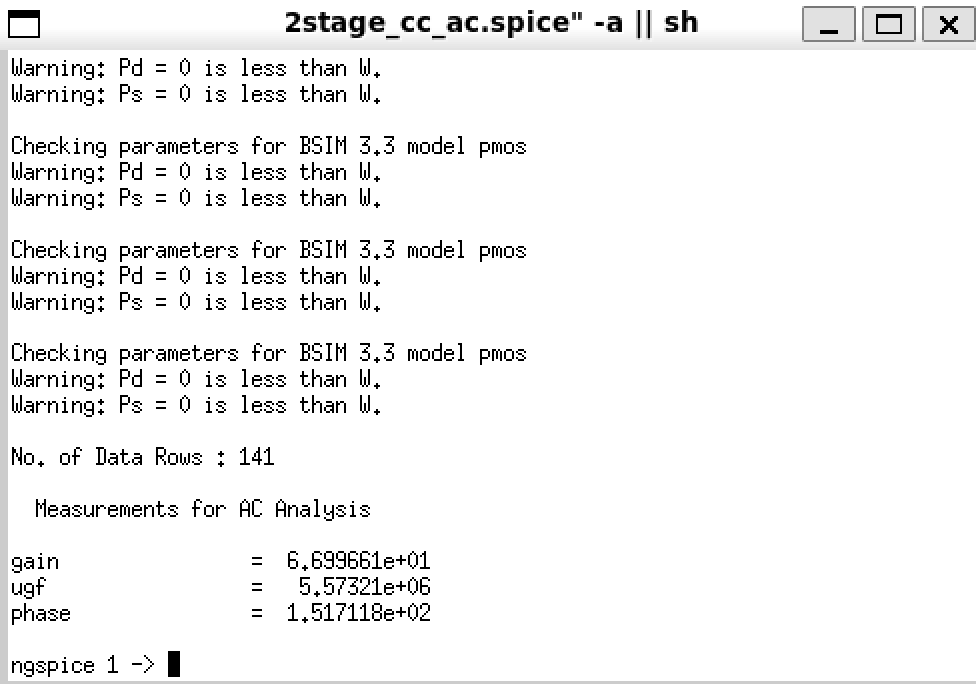 2stage_cc_ac.spice" -a || sh
Warning: Pd = 0 is less than W.
Warning: Ps = 0 is less than W.
Checking parameters for BSIM 3.3 model pmos
Warning: Pd = 0 is less than W.
Warning: Ps = 0 is less than W.
Checking parameters for BSIM 3.3 model pmos
Warning: Pd = 0 is less than W.
Warning: Ps = 0 is less than W.
Checking parameters for BSIM 3.3 model pmos
Warning: Pd = 0 is less than W.
Warning: Ps = 0 is less than W.
No. of Data Rows : 141
Measurements for AC Analysis
gain = 6.699661e+01
ugf = 5.57321e+06
phase = 1.517118e+02
ngspice 1 ->